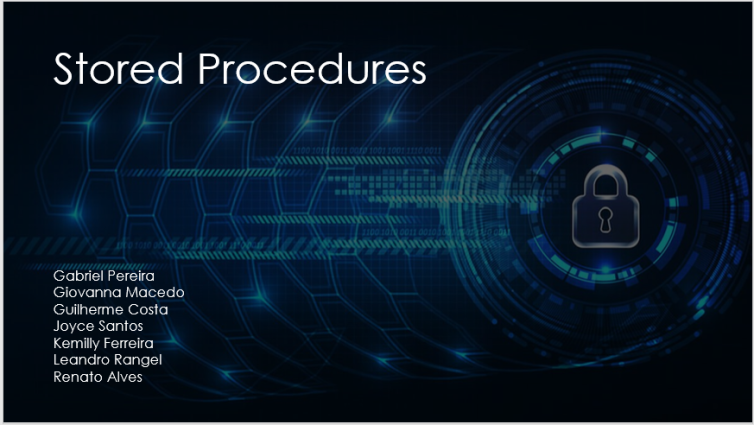 Stored Procedures
Gabriel Pereira
Giovanna Macedo
Guilherme Costa
Joyce Santos
Kemilly Ferreira
Leandro Rangel
Renato Alves